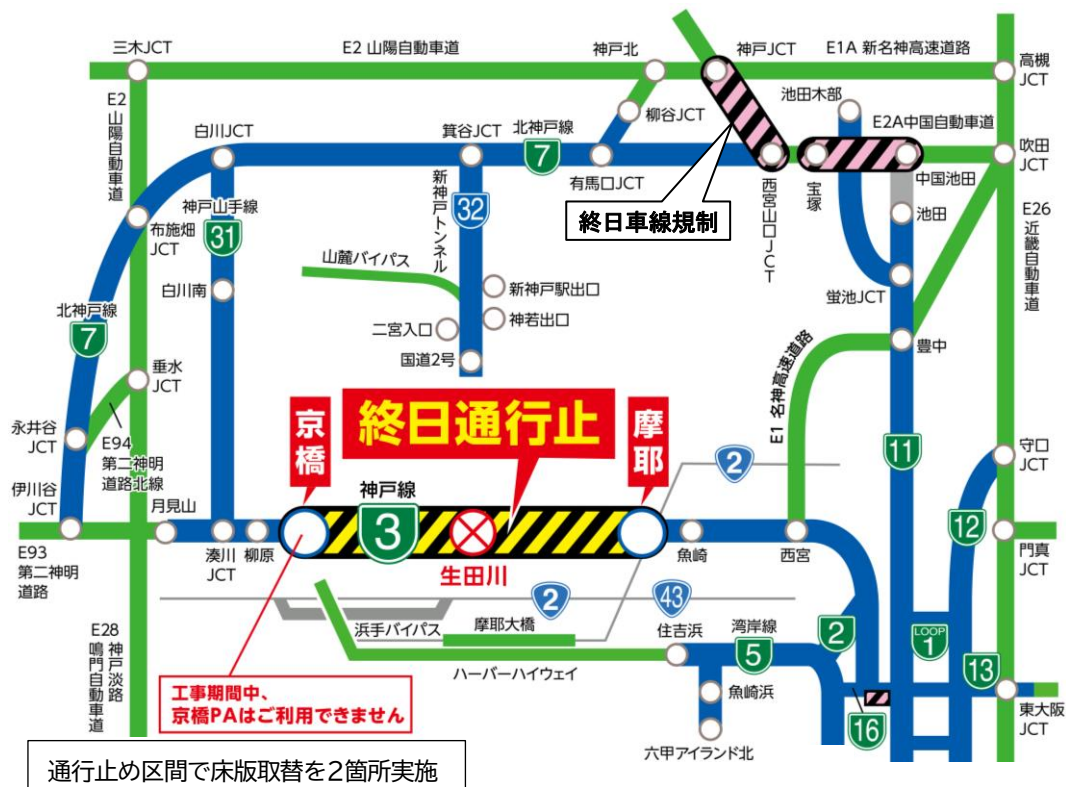 三木JCT
E2 山陽自動車道
神戸北
神戸JCT
E1A 新名神高速道路
高槻
JCT
E2 山陽自動車道
白川JCT
箕谷JCT
北神戸線
7
柳谷JCT
有馬口JCT
池田木部
E2A中国自動車道
吹田
JCT
終日車線規制
西宮山口JCT
宝塚
中国池田
池田
E26 近畿自動車道
神戸山手線
31
布施畑
JCT
新神戸トンネル
32
山麓バイパス
白川南
新神戸駅出口
二宮入口
神若出口
国道2号
蛍池JCT
豊中
北神戸線
7
垂水
JCT
永井谷
JCT
E94
第二神明
道路北線
伊川谷
JCT
月見山
京橋
終日通行止
摩耶
E1 名神高速道路
2
11
守口
JCT
神戸線
3
生田川
E93
第二神明
道路
湊川
JCT
柳原
魚崎
西宮
12
門真
JCT
浜手バイパス
2
43
摩耶大橋
住吉浜
湾岸線
5
2
LOOP
1
13
ハーバーハイウェイ
魚崎浜
16
東大阪
JCT
六甲アイランド北
E28 神戸淡路鳴門自動車道
工事期間中、
京橋PAはご利用できません
通行止め区間で床版取替を2箇所実施